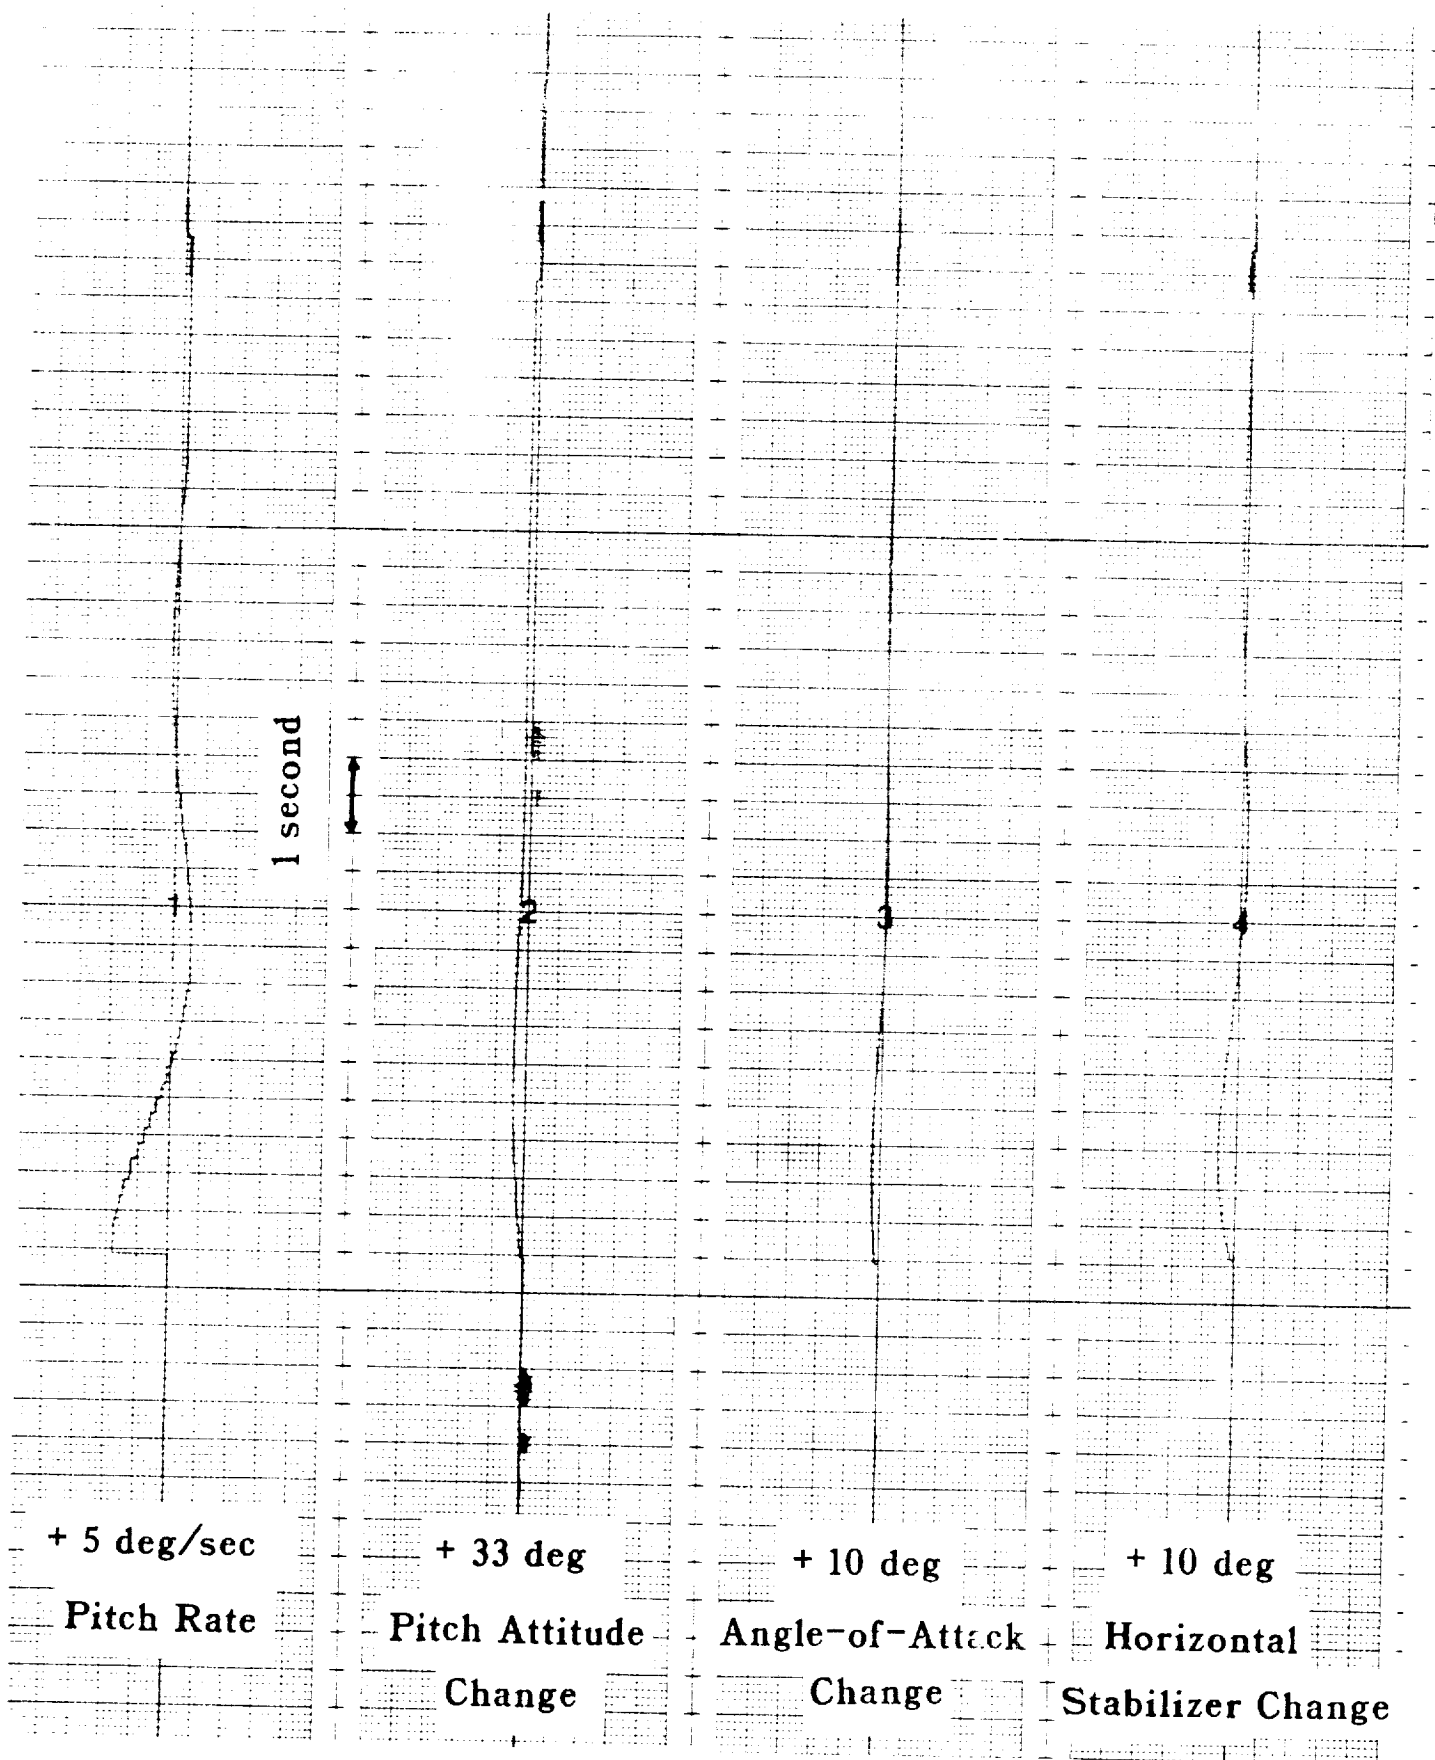 1 second
1
2
3
4
+ 5 deg/sec
Pitch Rate
+ 33 deg
Pitch Attitude
Change
+ 10 deg
Angle-of-Attack
Change
+ 10 deg
Horizontal
Stabilizer Change